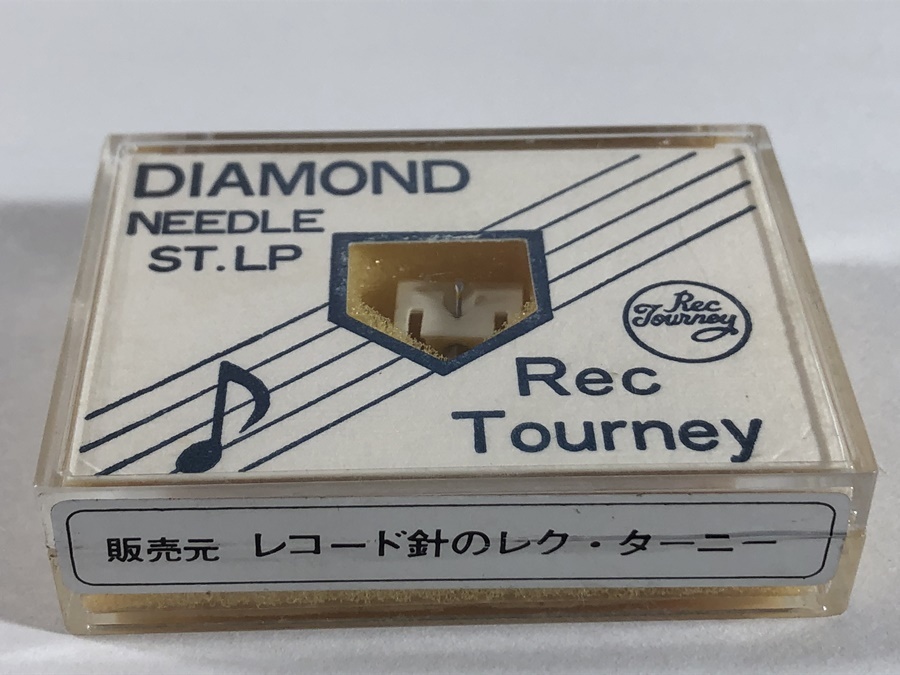 DIAMOND
NEEDLE
ST.LP
Rec
Tourney
Rec
Tourney
販売元 レコード針のレク・ターニー